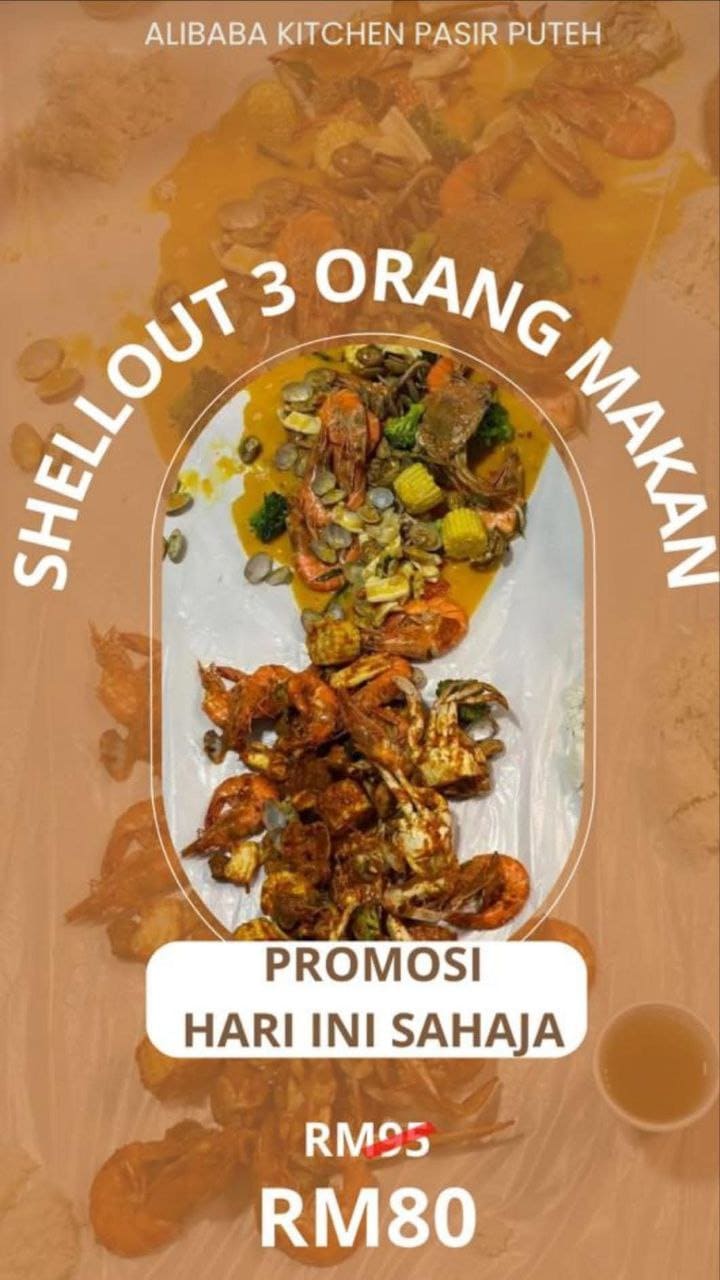 ALIBABA KITCHEN PASIR PUTEH
SHELLOUT 3 ORANG MAKAN
PROMOSI
HARI INI SAHAJA
RM95
RM80